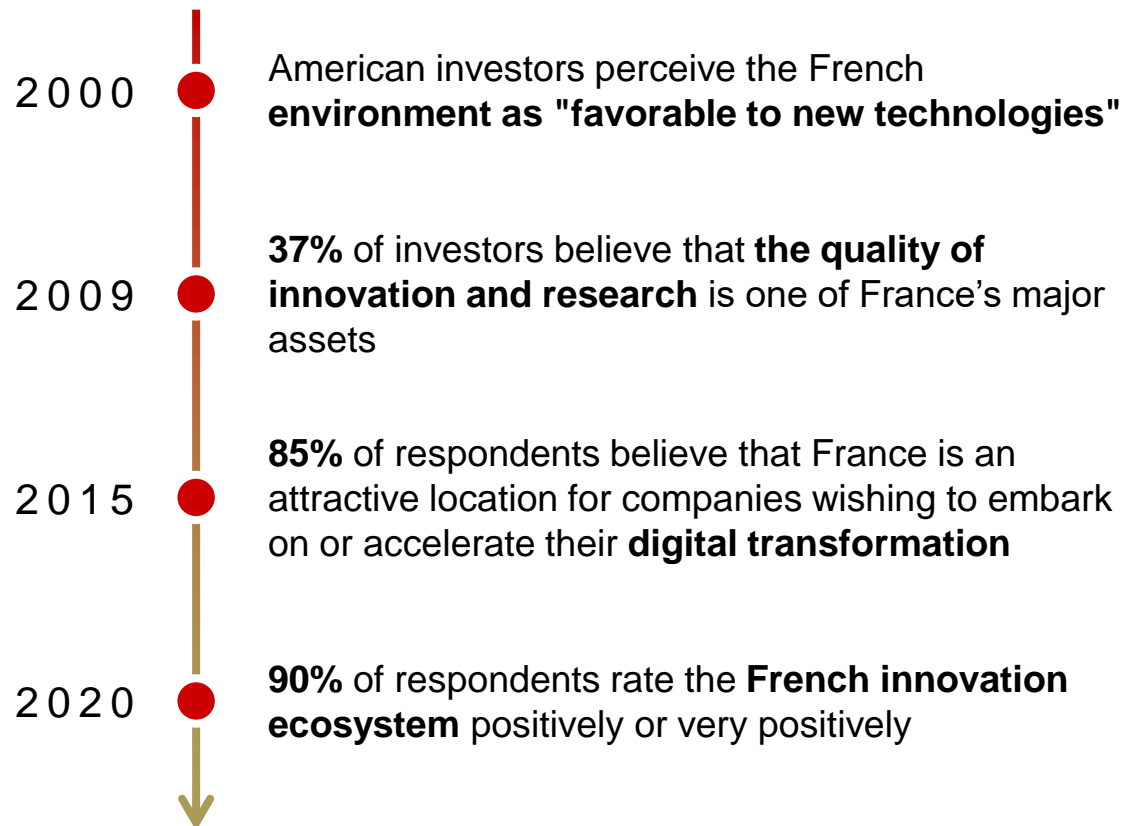 2000
American investors perceive the French
environment as "favorable to new technologies"
2009
37% of investors believe that the quality of
innovation and research is one of France’s major
assets
2015
85% of respondents believe that France is an
attractive location for companies wishing to embark
on or accelerate their digital transformation
2020
90% of respondents rate the French innovation
ecosystem positively or very positively